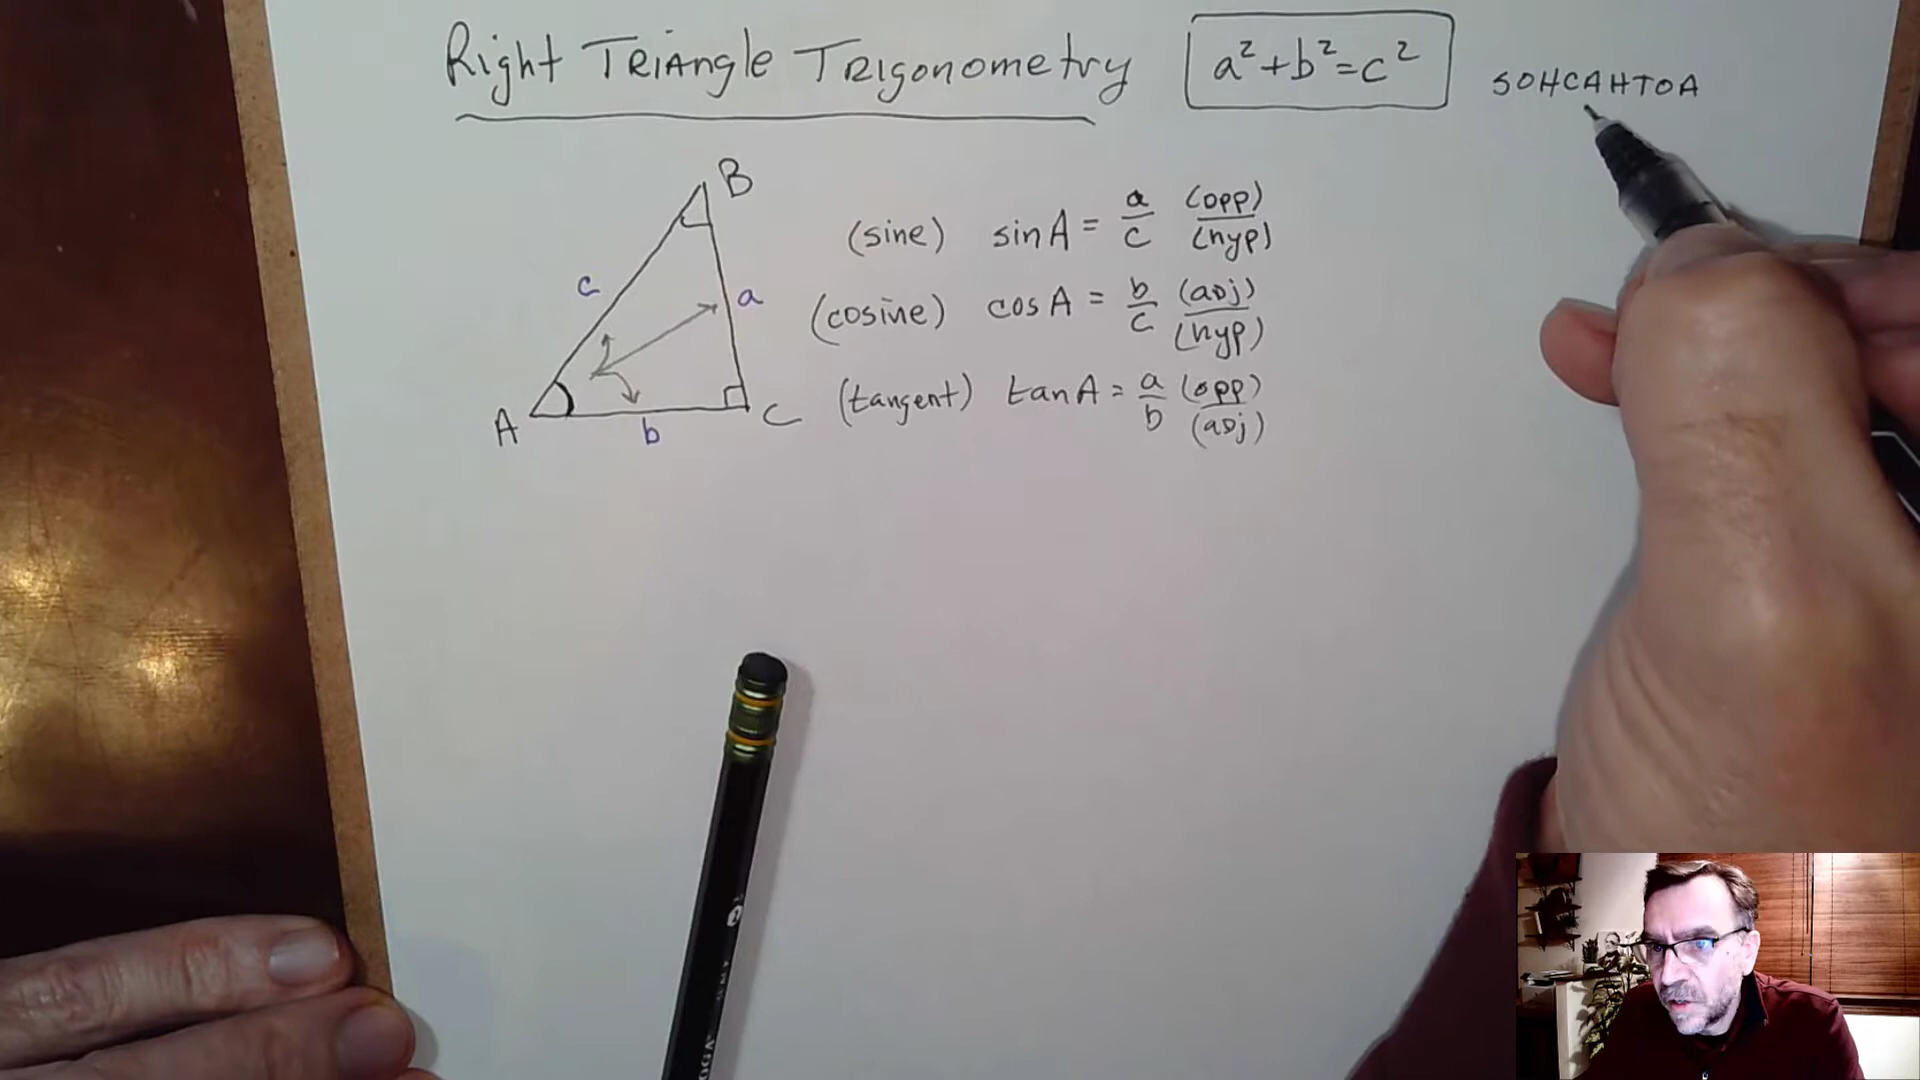 Right Triangle Trigonometry
a²+b²=c²
SOHCAHTOA
B
c
a
A
b
C
(sine) sin A = a/c (opp)/(hyp)
(cosine) cos A = b/c (adj)/(hyp)
(tangent) tan A = a/b (opp)/(adj)
2